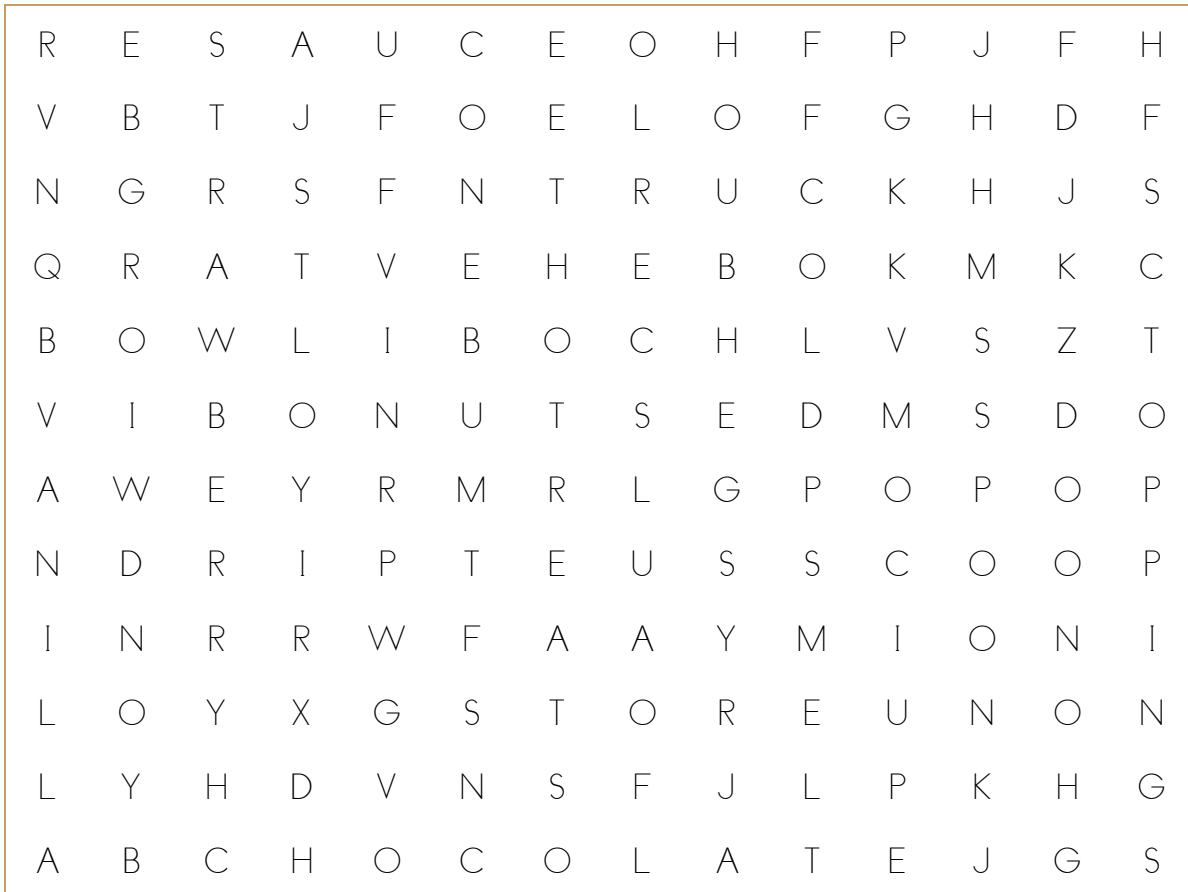 R E S A U C E O H F P J F H
V B T J F O E L O F G H D F
N G R S F N T R U C K H J S
Q R A T V E H E B O K M K C
B O W L I B O C H L V S Z T
V I B O N U T S E D M S D O
A W E Y R M R L G P O P O P
N D R I P T E U S S C O O P
I N R R W F A A Y M I O N I
L O Y X G S T O R E U N O N
L Y H D V N S F J L P K H G
A B C H O C O L A T E J G S